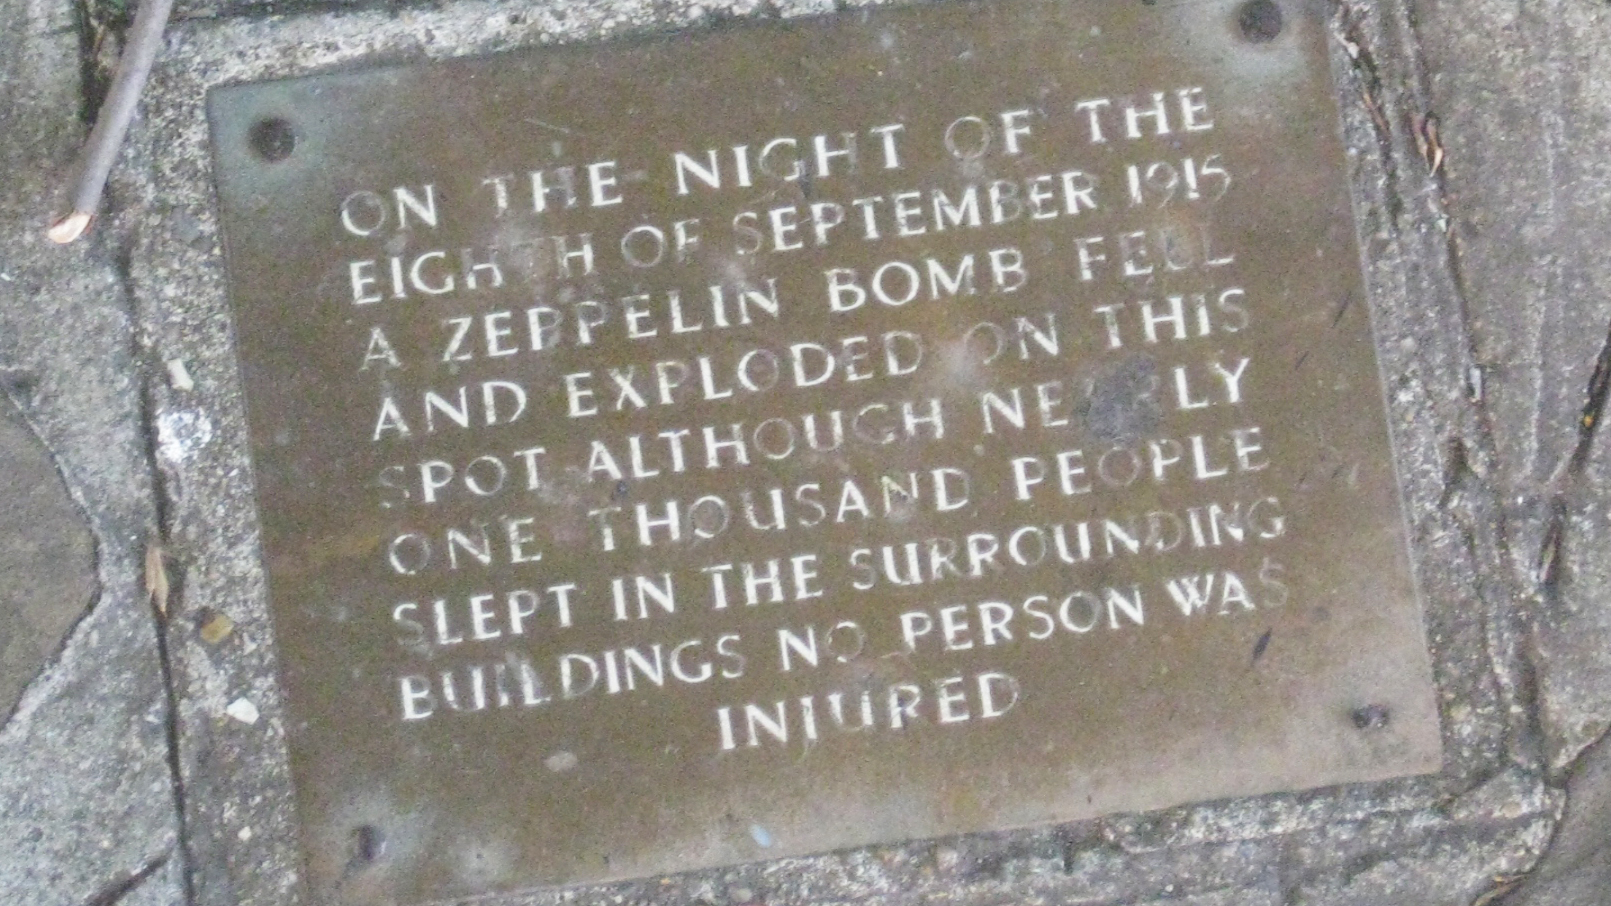 ON THE NIGHT OF THE
EIGHTH OF SEPTEMBER 1915
A ZEPPELIN BOMB FELL
AND EXPLODED ON THIS
SPOT ALTHOUGH NEARLY
ONE THOUSAND PEOPLE
SLEPT IN THE SURROUNDING
BUILDINGS NO PERSON WAS
INJURED